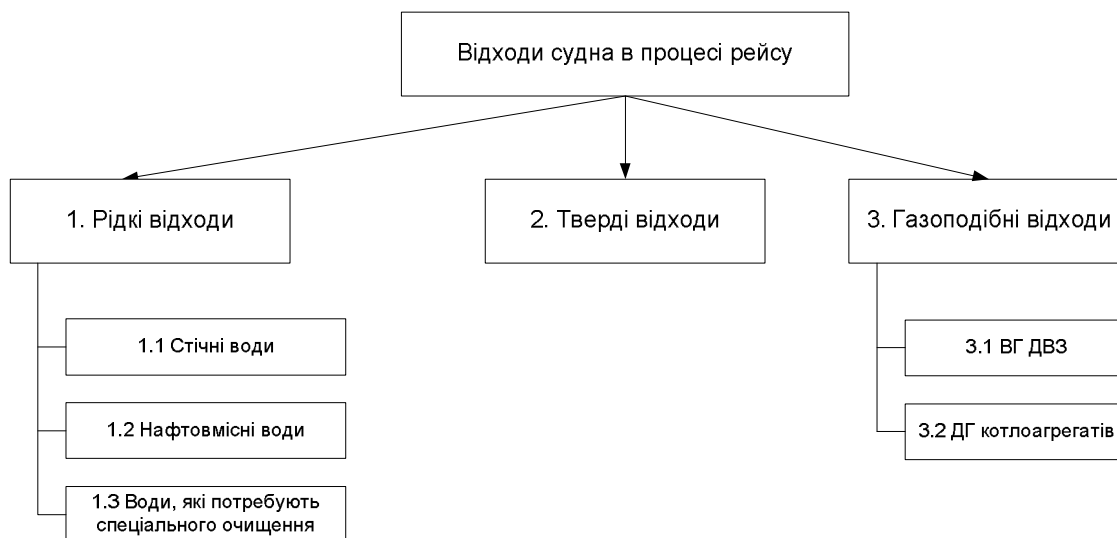 Відходи судна в процесі рейсу
1. Рідкі відходи
2. Тверді відходи
3. Газоподібні відходи
1.1 Стічні води
1.2 Нафтовмісні води
1.3 Води, які потребують
спеціального очищення
3.1 ВГ ДВЗ
3.2 ДГ котлоагрегатів